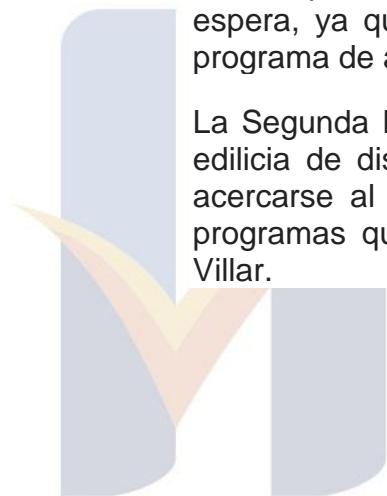 espera, ya qu
programa de a
La Segunda
edilicia de dis
acercarse al
programas qu
Villar.